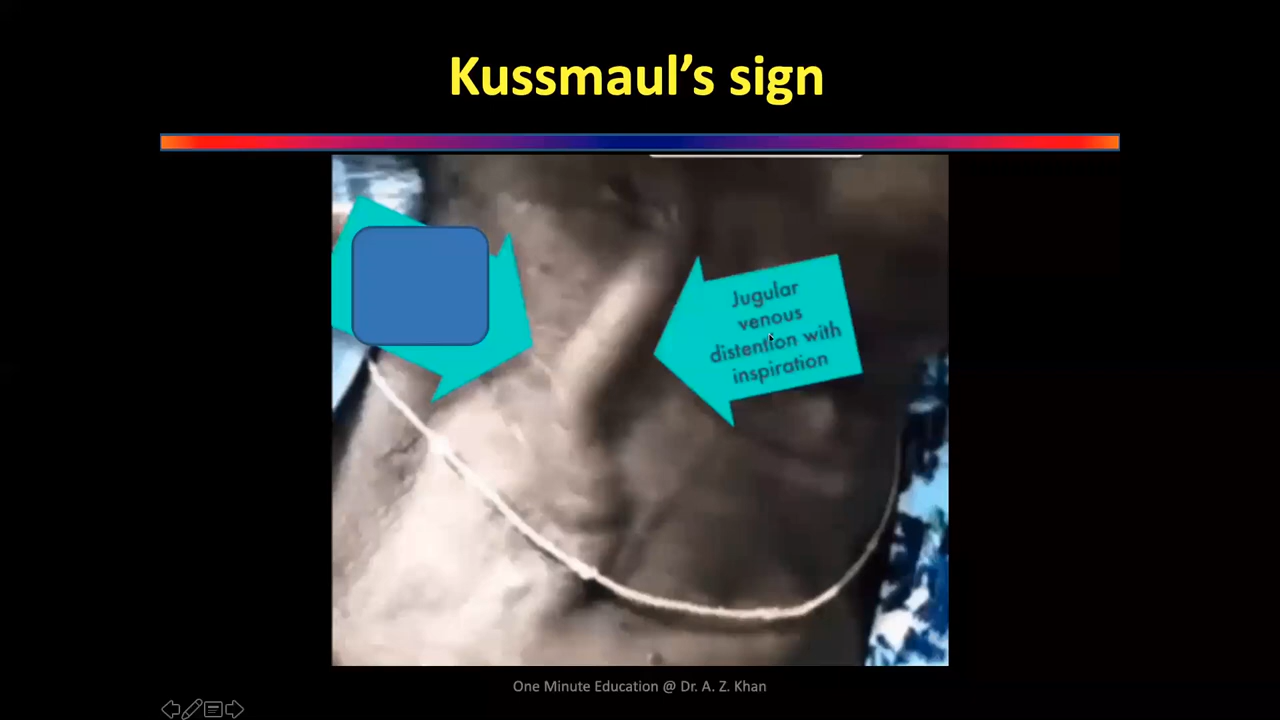 Kussmaul’s sign
Jugular
venous
distention with
inspiration
One Minute Education @ Dr. A. Z. Khan